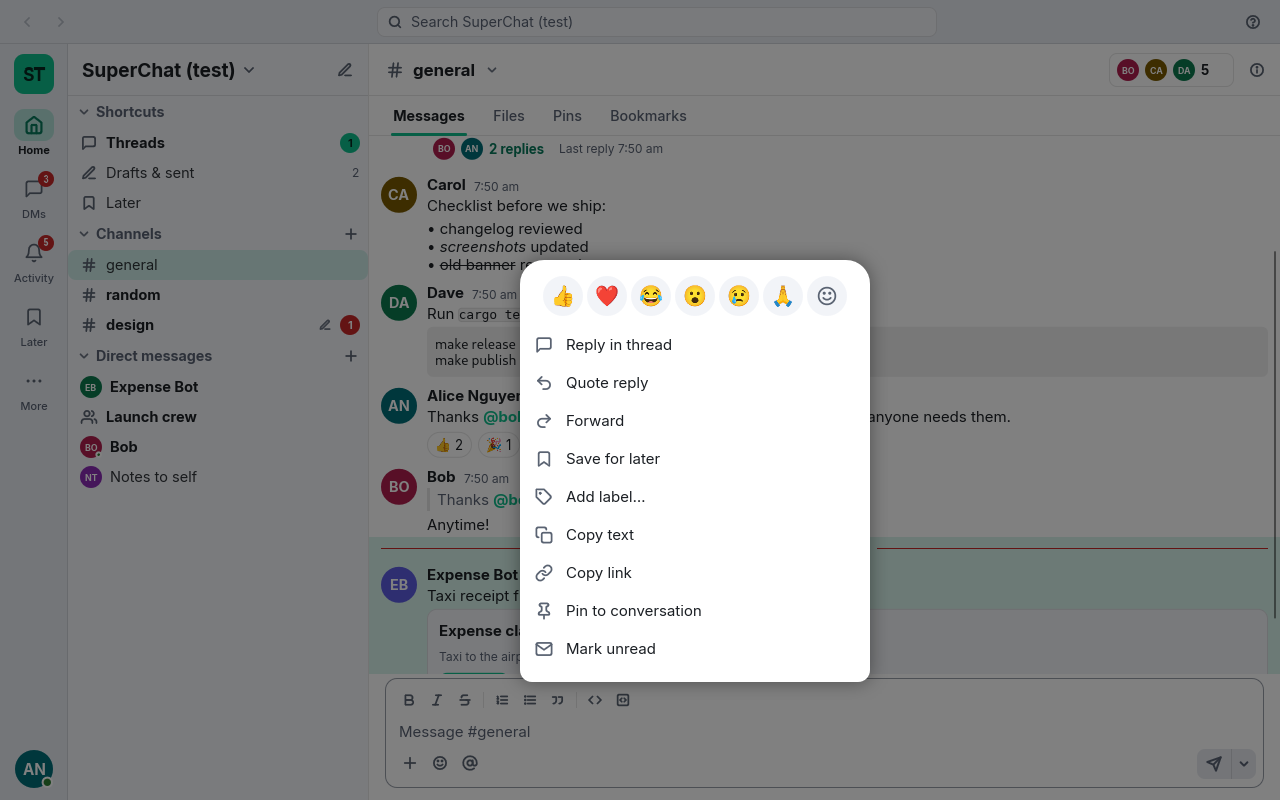 Search SuperChat (test)
ST
Home
3
DMs
5
Activity
Later
More
AN
SuperChat (test)
Shortcuts
Threads
1
Drafts & sent
2
Later
Channels
general
random
design
1
Direct messages
EB
Expense Bot
Launch crew
BO
Bob
NT
Notes to self
general
BO CA DA 5
Messages Files Pins Bookmarks
BO AN 2 replies Last reply 7:50 am
CA
Carol 7:50 am
Checklist before we ship:
• changelog reviewed
• screenshots updated
• old banner
DA
Dave 7:50 am
Run cargo te
make release
make publish
AN
Alice Nguyen
Thanks @bob anyone needs them.
👍 2 🎉 1
BO
Bob 7:50 am
Thanks @bo
Anytime!
EB
Expense Bot
Taxi receipt f
Expense cla
Taxi to the airp
👍 ❤️ 😂 😮 😢 🙏
Reply in thread
Quote reply
Forward
Save for later
Add label…
Copy text
Copy link
Pin to conversation
Mark unread
Message #general